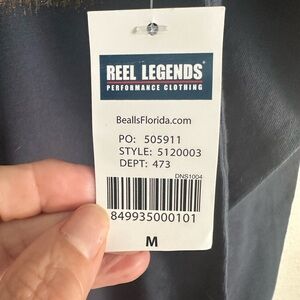 REEL LEGENDS
PERFORMANCE CLOTHING
BeallsFlorida.com
PO: 505911
STYLE: 5120003
DEPT: 473
DNS1004
849935000101
M